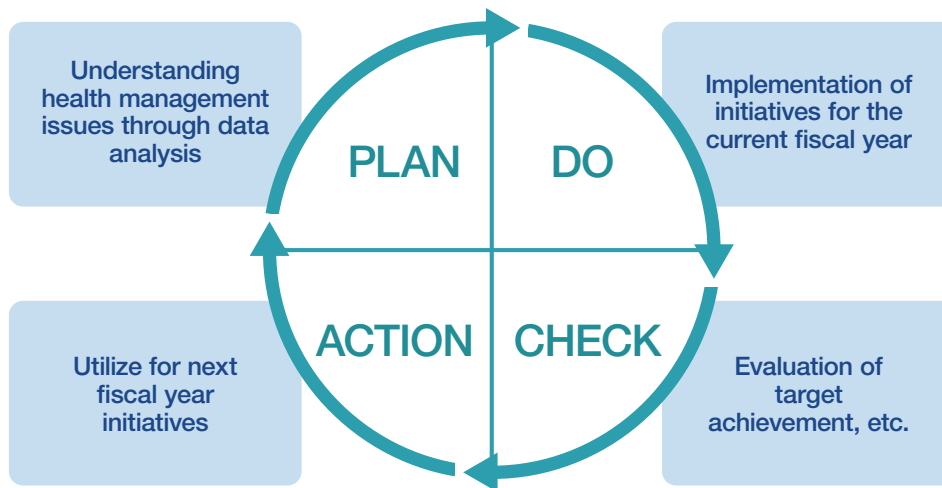 Understanding
health management
issues through data
analysis
PLAN
DO
Implementation of
initiatives for the
current fiscal year
Utilize for next
fiscal year
initiatives
ACTION
CHECK
Evaluation of
target
achievement, etc.